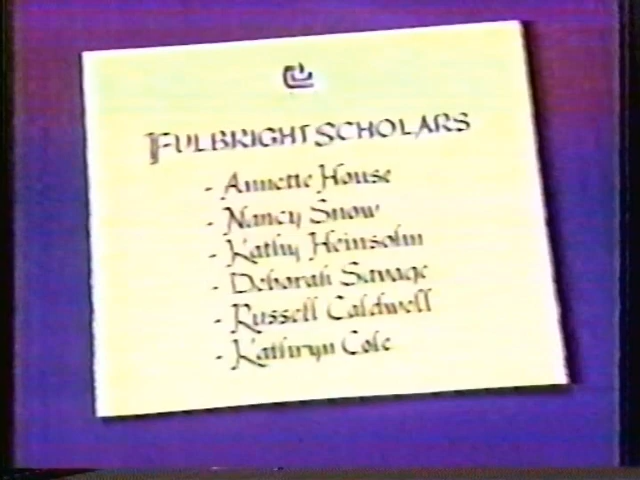 FULBRIGHT SCHOLARS
- Annette House
- Nancy Snow
- Kathy Heinsohn
- Deborah Savage
- Russell Caldwell
- Kathryn Cole